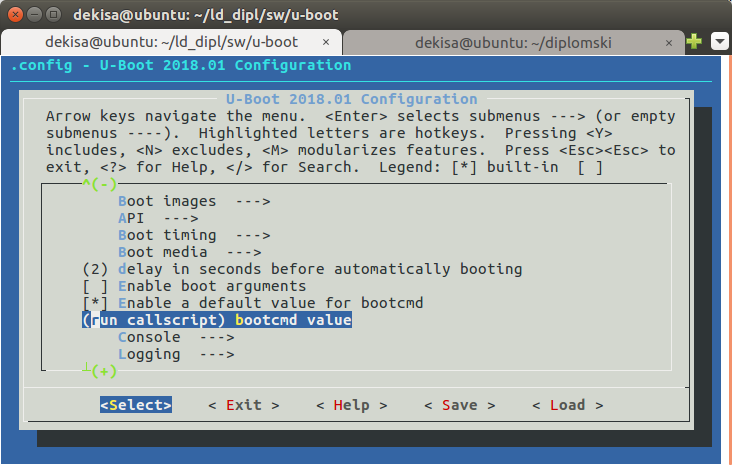 dekisa@ubuntu: ~/ld_dipl/sw/u-boot
dekisa@ubuntu: ~/ld_dipl/sw/u-boot × dekisa@ubuntu: ~/diplomski ×
.config - U-Boot 2018.01 Configuration
U-Boot 2018.01 Configuration
Arrow keys navigate the menu. <Enter> selects submenus ---> (or empty
submenus ----). Highlighted letters are hotkeys. Pressing <Y>
includes, <N> excludes, <M> modularizes features. Press <Esc><Esc> to
exit, <?> for Help, </> for Search. Legend: [*] built-in [ ]
^(-)
Boot images --->
API --->
Boot timing --->
Boot media --->
(2) delay in seconds before automatically booting
[ ] Enable boot arguments
[*] Enable a default value for bootcmd
(run callscript) bootcmd value
Console --->
Logging --->
┴(+)
<Select> < Exit > < Help > < Save > < Load >